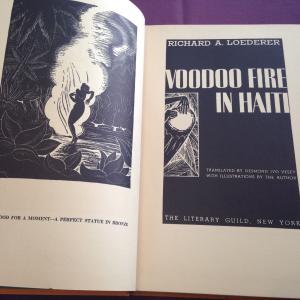 OOD FOR A MOMENT—A PERFECT STATUE IN BRONZE
RICHARD A. LOEDERER
VOODOO FIRE
IN HAITI
TRANSLATED BY DESMOND IVO VESEY
WITH ILLUSTRATIONS BY THE AUTHOR
THE LITERARY GUILD, NEW YORK